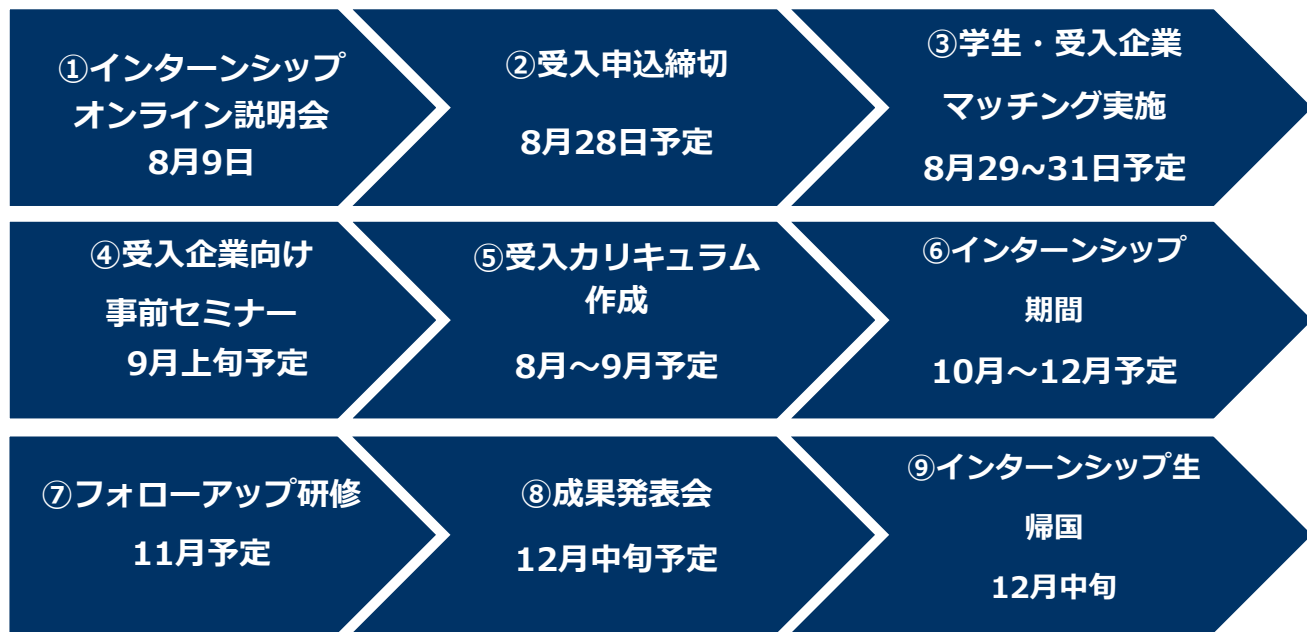 ①インターンシップ
オンライン説明会
8月9日
②受入申込締切
8月28日予定
③学生・受入企業
マッチング実施
8月29~31日予定
④受入企業向け
事前セミナー
9月上旬予定
⑤受入カリキュラム
作成
8月～9月予定
⑥インターンシップ
期間
10月～12月予定
⑦フォローアップ研修
11月予定
⑧成果発表会
12月中旬予定
⑨インターンシップ生
帰国
12月中旬